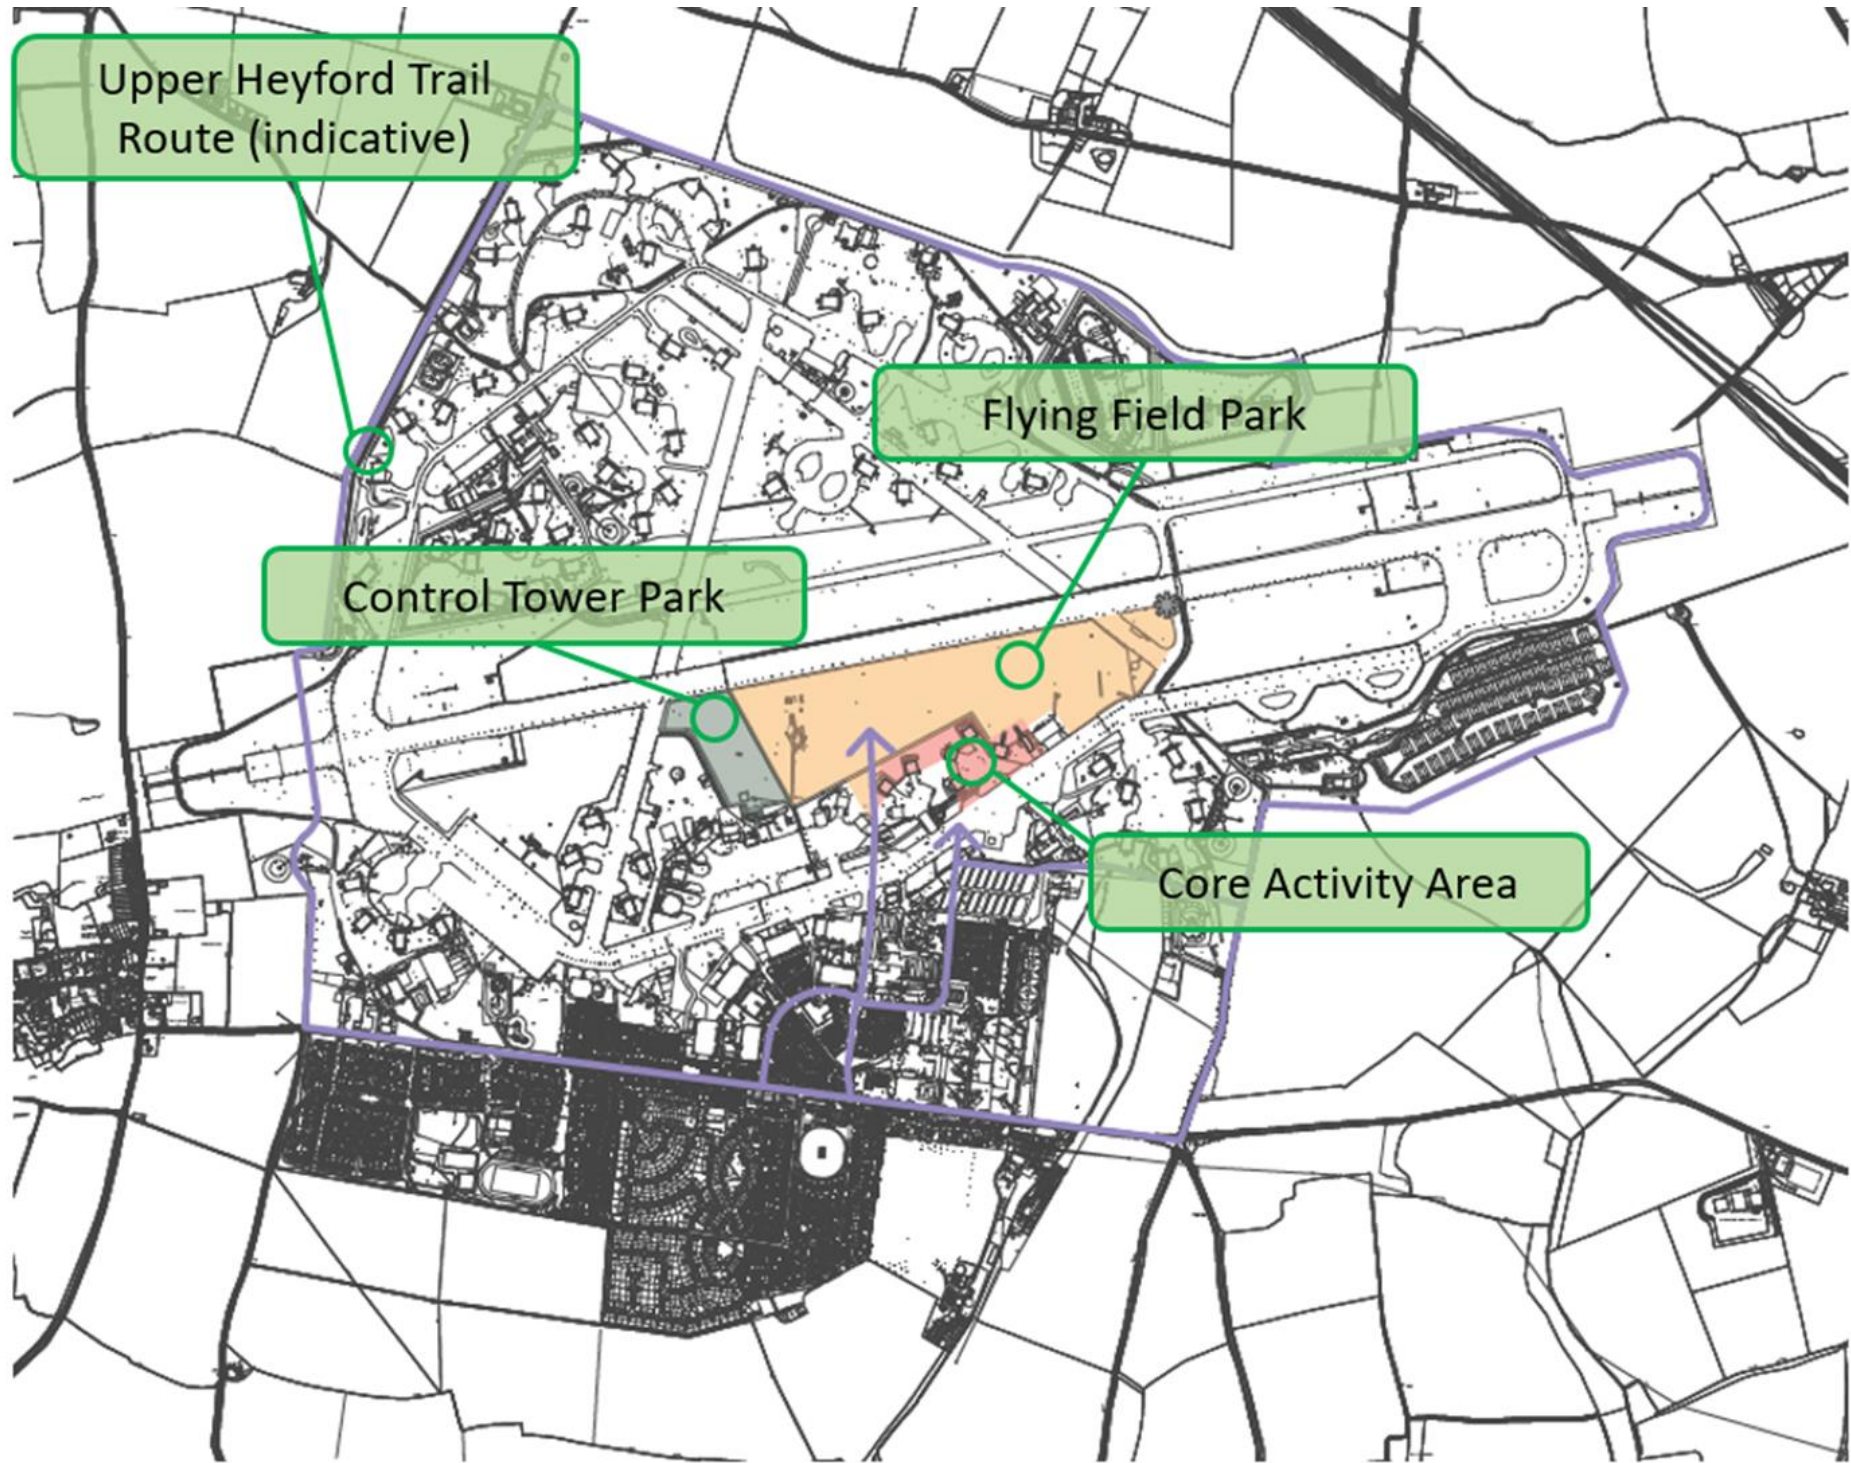 Upper Heyford Trail
Route (indicative)
Flying Field Park
Control Tower Park
Core Activity Area